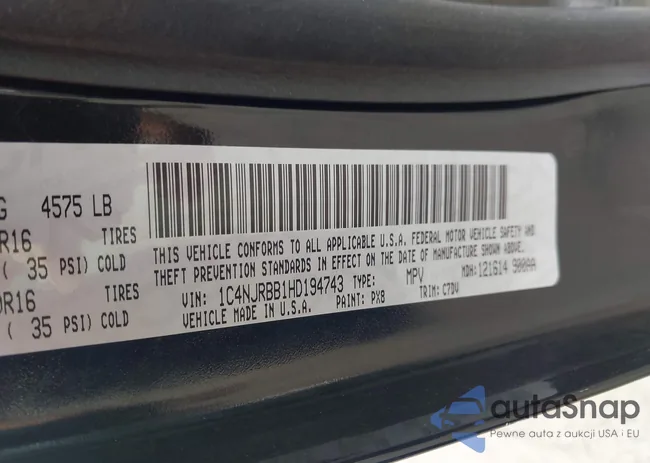 G 4575 LB
R16 TIRES
( 35 PSI) COLD
R16 TIRES
( 35 PSI) COLD
THIS VEHICLE CONFORMS TO ALL APPLICABLE U.S.A. FEDERAL MOTOR VEHICLE SAFETY AND
THEFT PREVENTION STANDARDS IN EFFECT ON THE DATE OF MANUFACTURE SHOWN ABOVE.
VIN: 1C4NJRBB1HD194743 TYPE: MPV MDH: 121614 900AA
VEHICLE MADE IN U.S.A. PAINT: PX8 TRIM: C7DV
autaSnap
Pewne auta z aukcji USA i EU